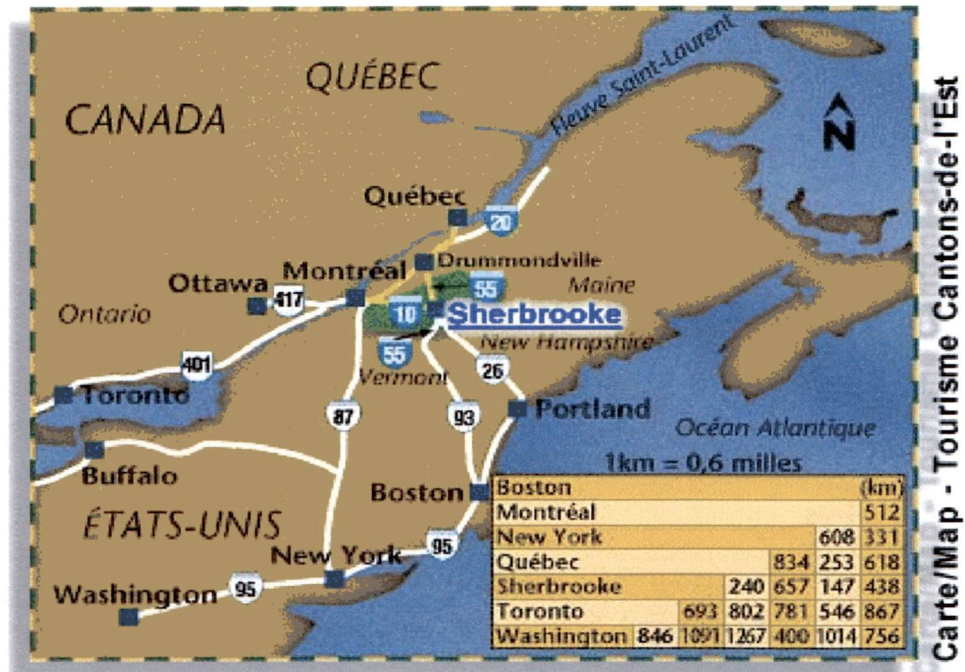 QUÉBEC
Fleuve Saint-Laurent
CANADA
N
Québec
20
Drummondville
Ottawa
Montréal
417
55
Maine
10
Sherbrooke
Ontario
New Hampshire
55
401
Vermont
26
Toronto
87
93
Portland
Océan Atlantique
Buffalo
1km = 0,6 milles
Boston
ÉTATS-UNIS
95
New York
95
Washington
Boston (km)
Montréal 512
New York 608 331
Québec 834 253 618
Sherbrooke 240 657 147 438
Toronto 693 802 781 546 867
Washington 846 1091 1267 400 1014 756
Carte/Map - Tourisme Cantons-de-l'Est